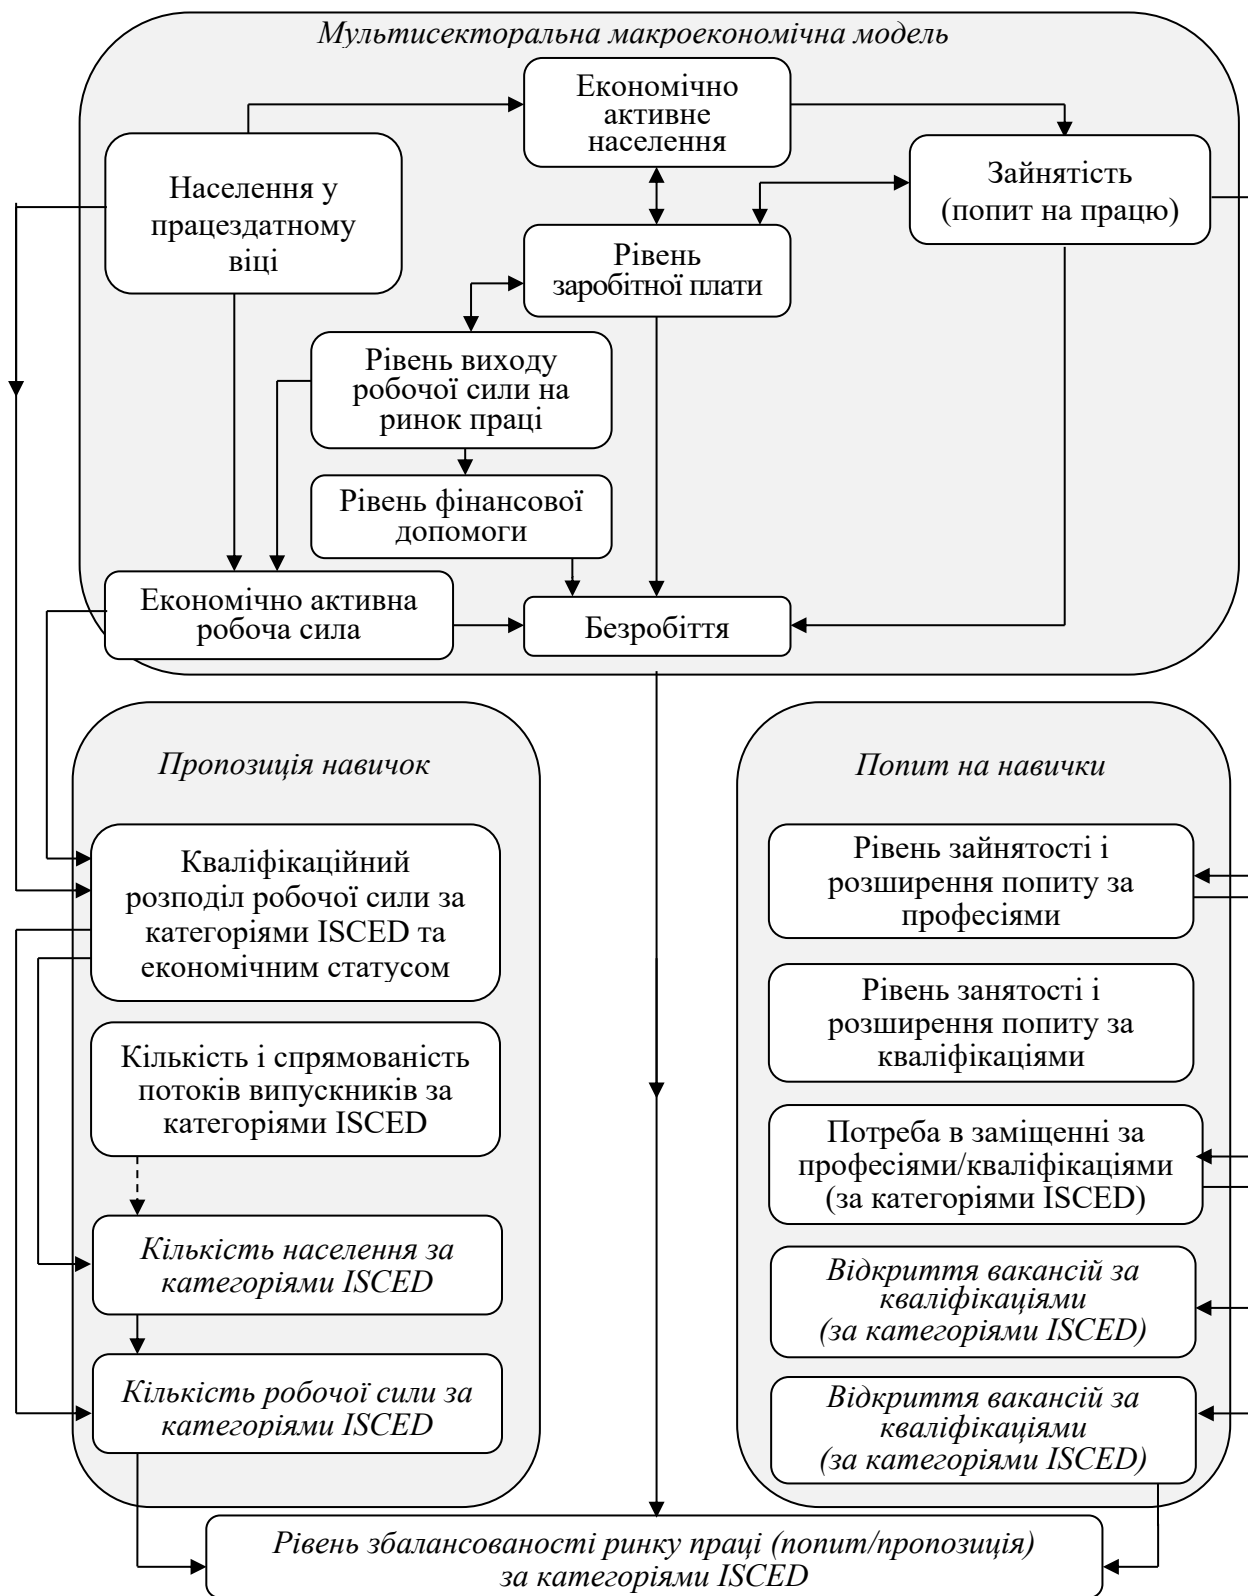 Мультисекторальна макроекономічна модель
Економічно
активне
населення
Населення у
працездатному
віці
Зайнятість
(попит на працю)
Рівень
заробітної плати
Рівень виходу
робочої сили на
ринок праці
Рівень фінансової
допомоги
Економічно активна
робоча сила
Безробіття
Пропозиція навичок
Кваліфікаційний
розподіл робочої сили за
категоріями ISCED та
економічним статусом
Кількість і спрямованість
потоків випускників за
категоріями ISCED
Кількість населення за
категоріями ISCED
Кількість робочої сили за
категоріями ISCED
Попит на навички
Рівень зайнятості і
розширення попиту за
професіями
Рівень занятості і
розширення попиту за
кваліфікаціями
Потреба в заміщенні за
професіями/кваліфікаціями
(за категоріями ISCED)
Відкриття вакансій за
кваліфікаціями
(за категоріями ISCED)
Відкриття вакансій за
кваліфікаціями
(за категоріями ISCED)
Рівень збалансованості ринку праці (попит/пропозиція)
за категоріями ISCED